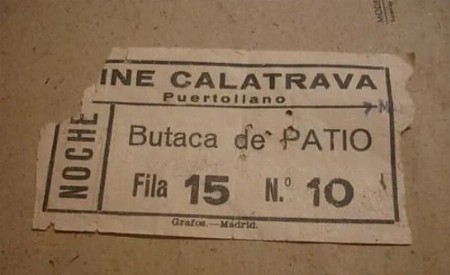 INE CALATRAVA
Puertollano
NOCHE
Butaca de PATIO
Fila 15 N.º 10
Grafos.—Madrid.